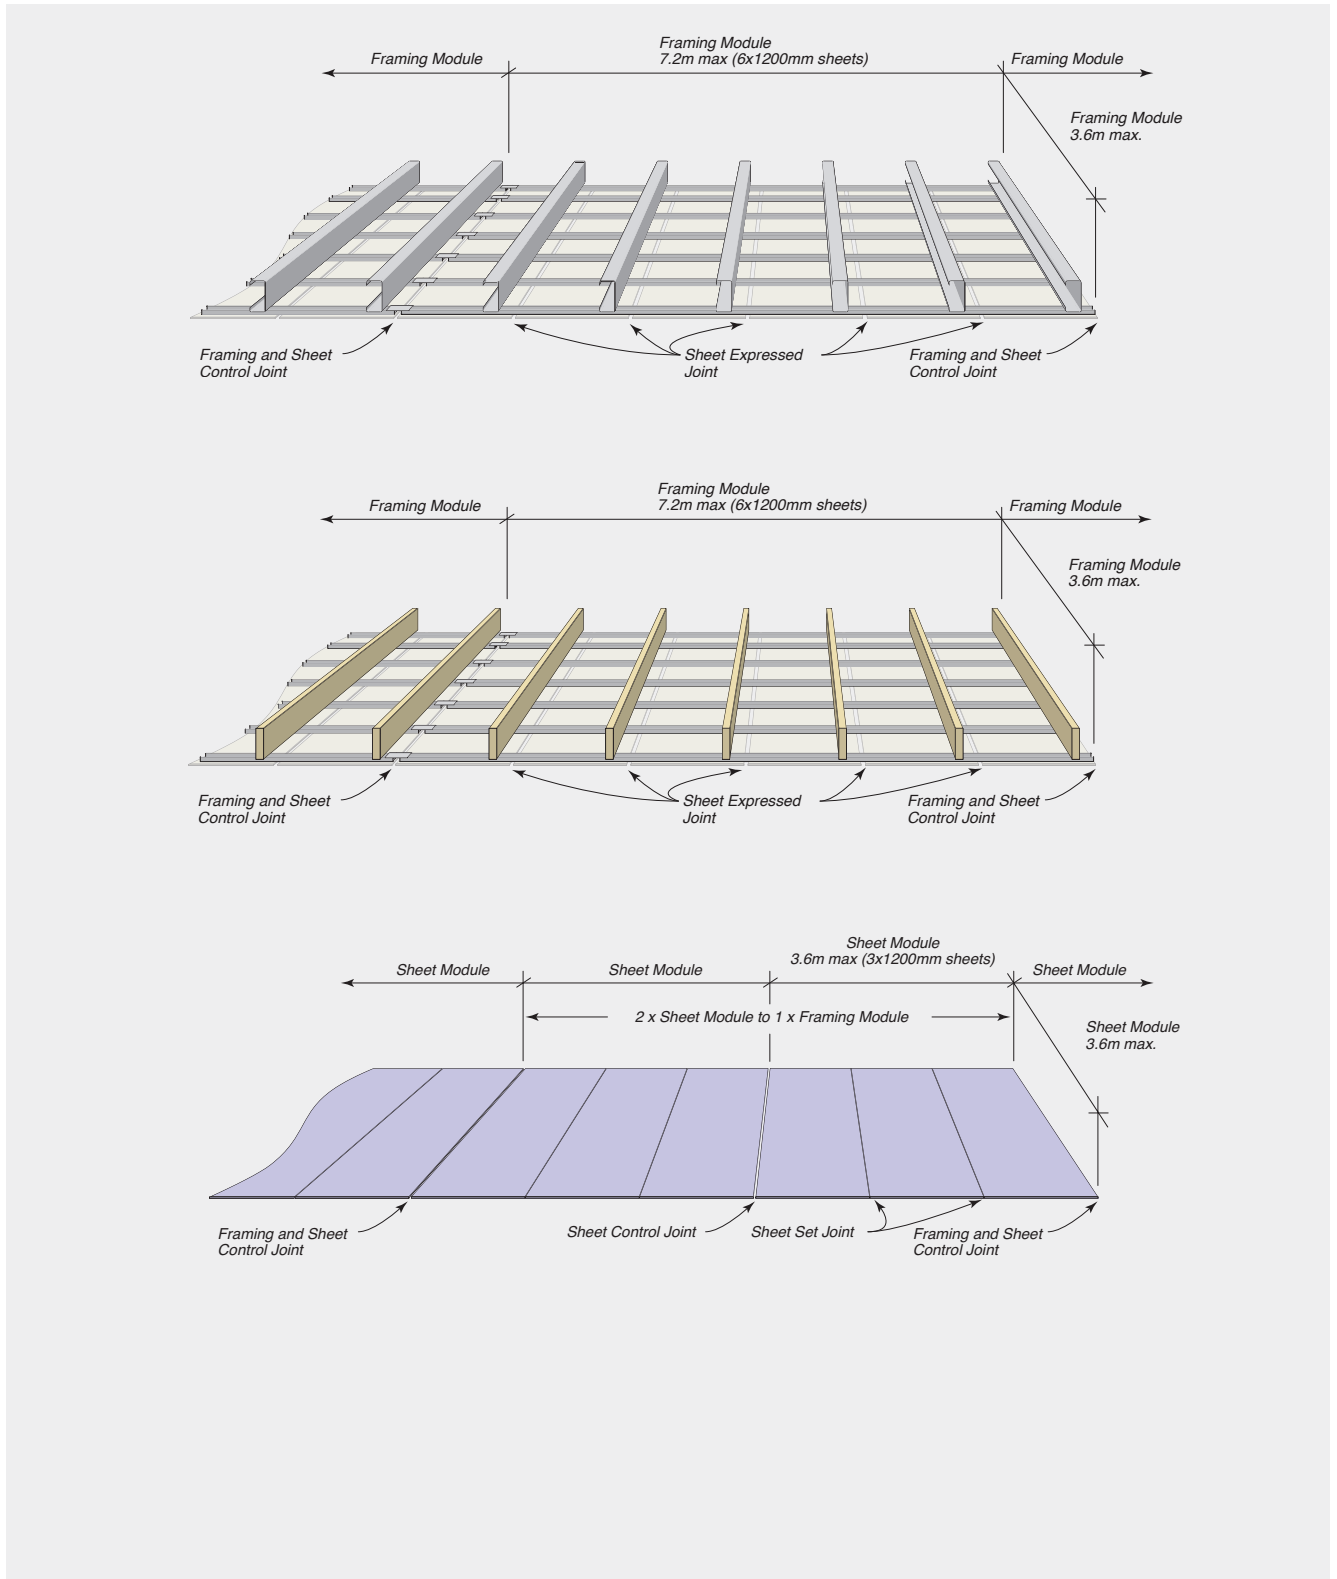 Framing Module
Framing Module
7.2m max (6x1200mm sheets)
Framing Module
Framing Module
3.6m max.
Framing and Sheet
Control Joint
Sheet Expressed
Joint
Framing and Sheet
Control Joint
Framing Module
Framing Module
7.2m max (6x1200mm sheets)
Framing Module
Framing Module
3.6m max.
Framing and Sheet
Control Joint
Sheet Expressed
Joint
Framing and Sheet
Control Joint
Sheet Module
Sheet Module
Sheet Module
3.6m max (3x1200mm sheets)
Sheet Module
2 x Sheet Module to 1 x Framing Module
Sheet Module
3.6m max.
Framing and Sheet
Control Joint
Sheet Control Joint
Sheet Set Joint
Framing and Sheet
Control Joint